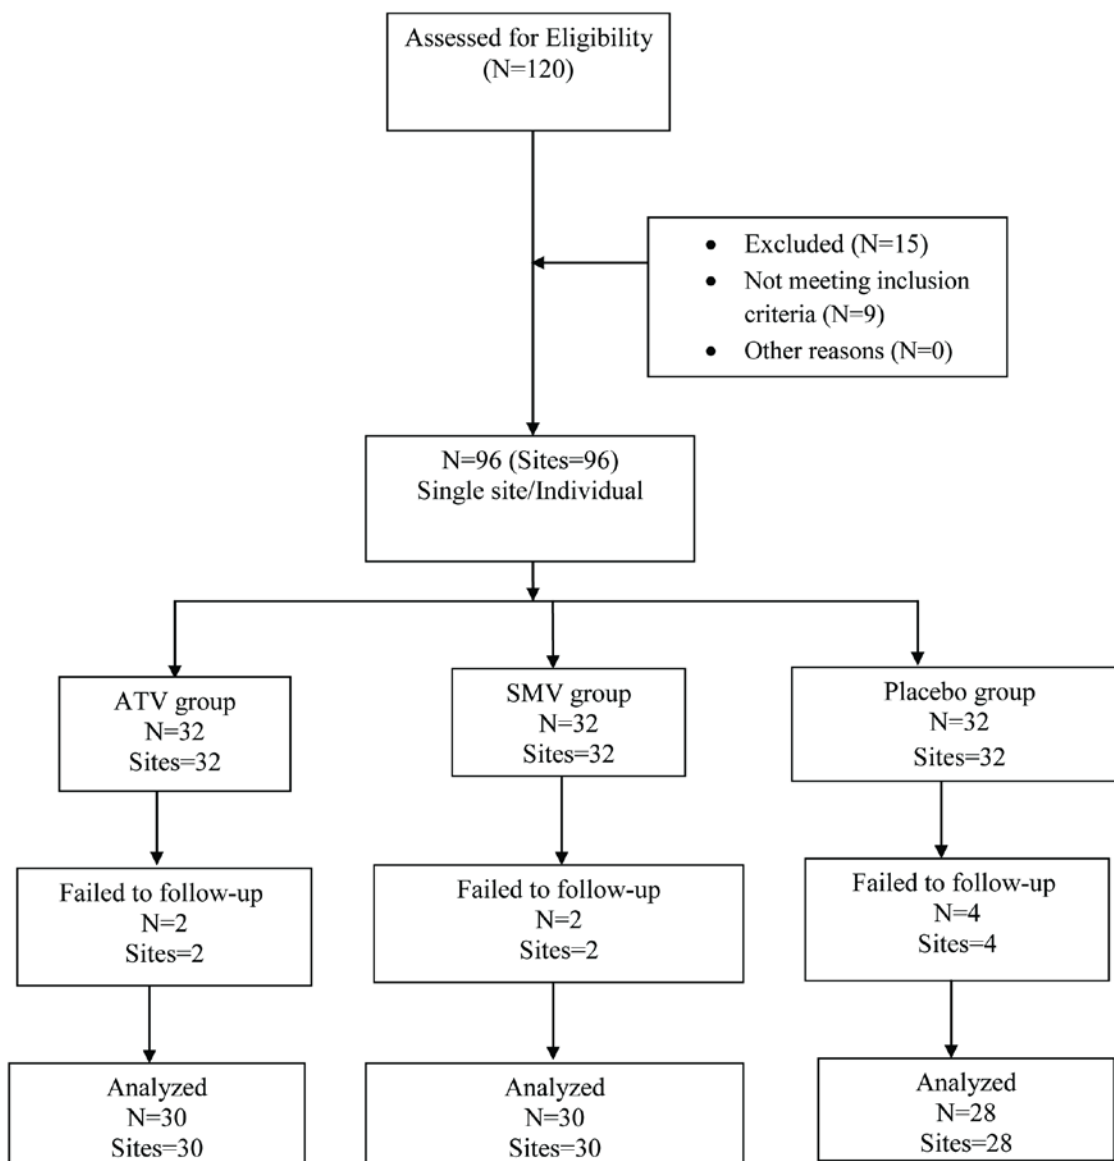 Assessed for Eligibility
(N=120)
• Excluded (N=15)
• Not meeting inclusion
criteria (N=9)
• Other reasons (N=0)
N=96 (Sites=96)
Single site/Individual
ATV group
N=32
Sites=32
SMV group
N=32
Sites=32
Placebo group
N=32
Sites=32
Failed to follow-up
N=2
Sites=2
Failed to follow-up
N=2
Sites=2
Failed to follow-up
N=4
Sites=4
Analyzed
N=30
Sites=30
Analyzed
N=30
Sites=30
Analyzed
N=28
Sites=28